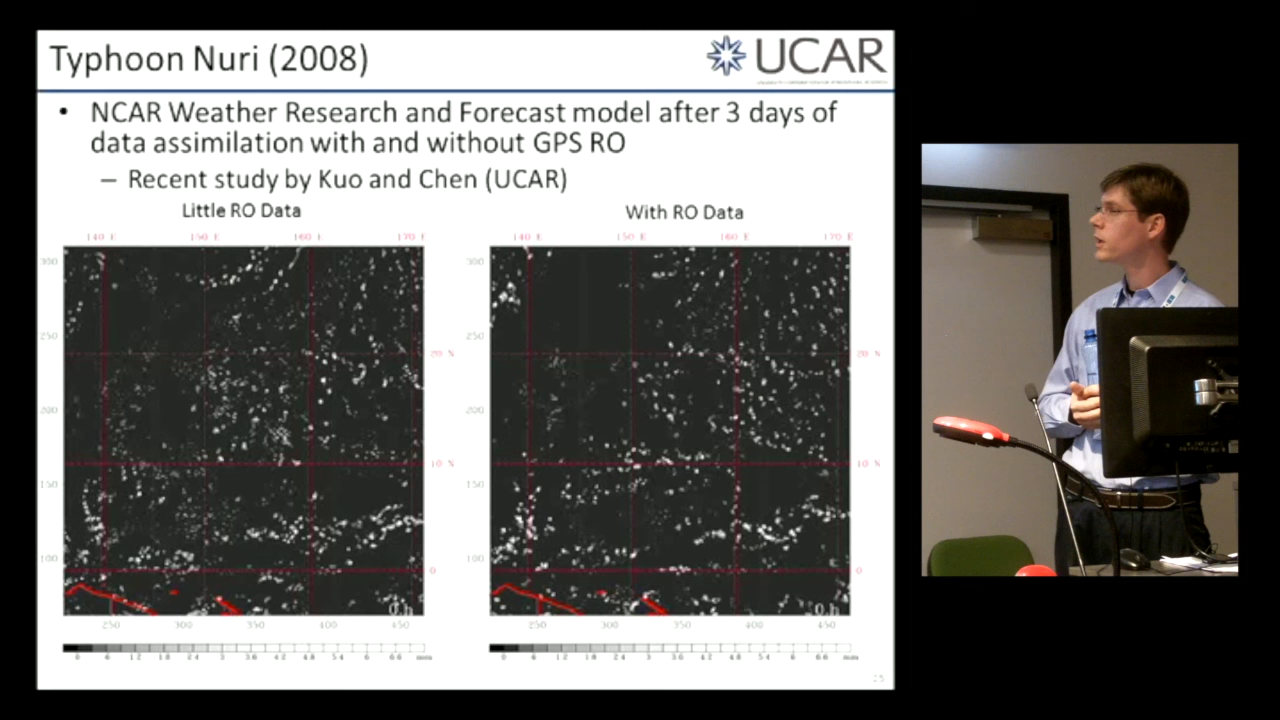 Typhoon Nuri (2008)
UCAR
• NCAR Weather Research and Forecast model after 3 days of
data assimilation with and without GPS RO
– Recent study by Kuo and Chen (UCAR)
Little RO Data
With RO Data
140 E 150 E 160 E 170 E
140 E 150 E 160 E 170 E
300
250
200
150
100
20 N
10 N
0
300
250
200
150
100
20 N
10 N
0
0 h
0 h
250 300 350 400 450
250 300 350 400 450